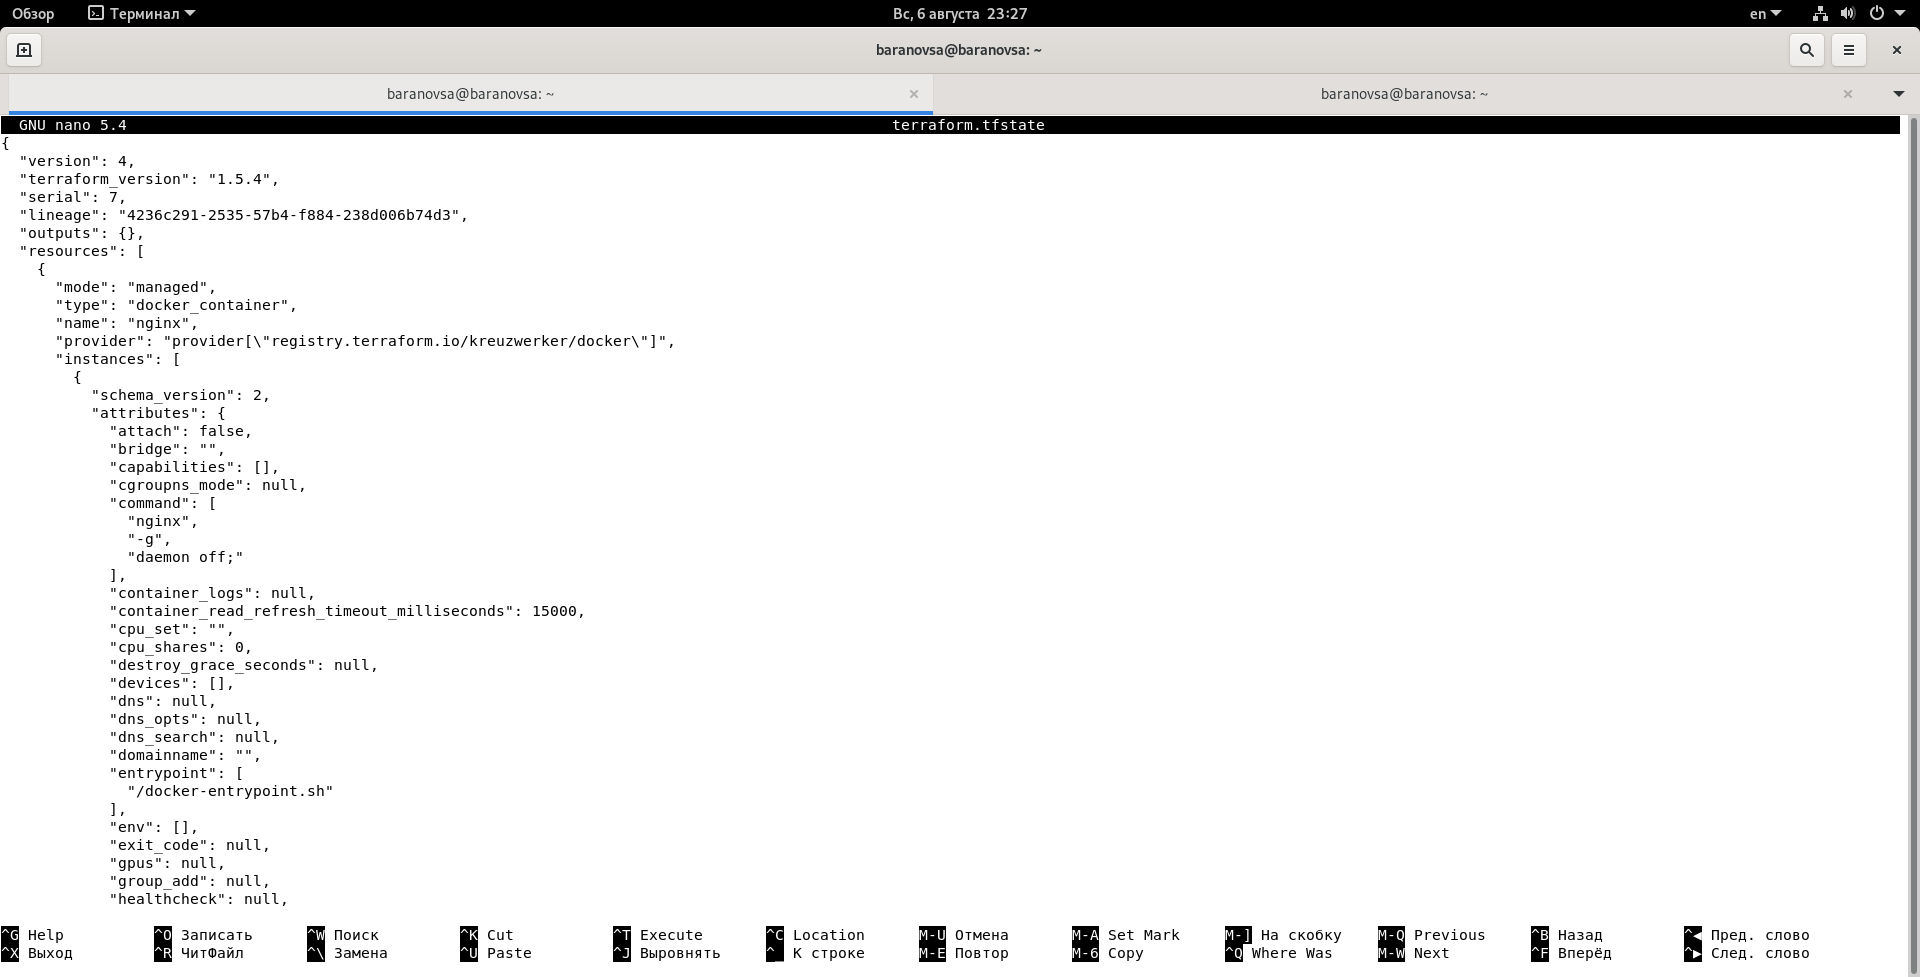 Обзор Терминал Вс, 6 августа 23:27 en
baranovsa@baranovsa: ~
baranovsa@baranovsa: ~ baranovsa@baranovsa: ~
GNU nano 5.4 terraform.tfstate
{
  "version": 4,
  "terraform_version": "1.5.4",
  "serial": 7,
  "lineage": "4236c291-2535-57b4-f884-238d006b74d3",
  "outputs": {},
  "resources": [
    {
      "mode": "managed",
      "type": "docker_container",
      "name": "nginx",
      "provider": "provider[\"registry.terraform.io/kreuzwerker/docker\"]",
      "instances": [
        {
          "schema_version": 2,
          "attributes": {
            "attach": false,
            "bridge": "",
            "capabilities": [],
            "cgroupns_mode": null,
            "command": [
              "nginx",
              "-g",
              "daemon off;"
            ],
            "container_logs": null,
            "container_read_refresh_timeout_milliseconds": 15000,
            "cpu_set": "",
            "cpu_shares": 0,
            "destroy_grace_seconds": null,
            "devices": [],
            "dns": null,
            "dns_opts": null,
            "dns_search": null,
            "domainname": "",
            "entrypoint": [
              "/docker-entrypoint.sh"
            ],
            "env": [],
            "exit_code": null,
            "gpus": null,
            "group_add": null,
            "healthcheck": null,
^G Help ^O Записать ^W Поиск ^K Cut ^T Execute ^C Location M-U Отмена M-A Set Mark M-] На скобку M-Q Previous ^B Назад ^◀ Пред. слово
^X Выход ^R ЧитФайл ^\ Замена ^U Paste ^J Выровнять ^_ К строке M-E Повтор M-6 Copy ^Q Where Was M-W Next ^F Вперёд ^▶ След. слово